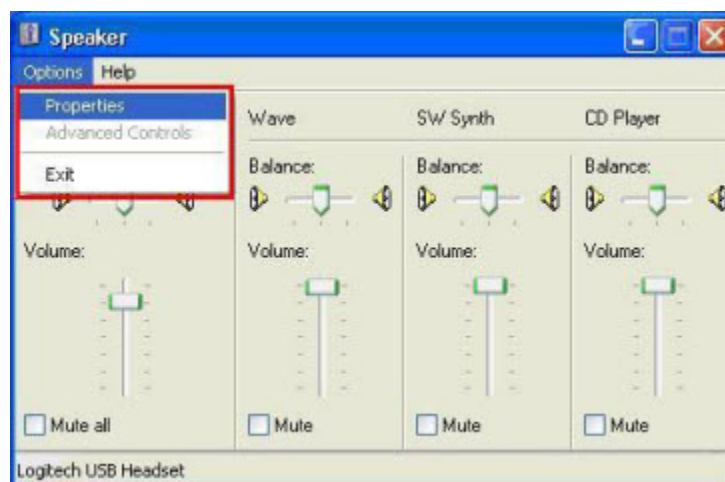 Speaker
Options Help
Properties
Advanced Controls
Exit
Wave SW Synth CD Player
Balance: Balance: Balance:
Volume: Volume: Volume: Volume:
Mute all Mute Mute Mute
Logitech USB Headset